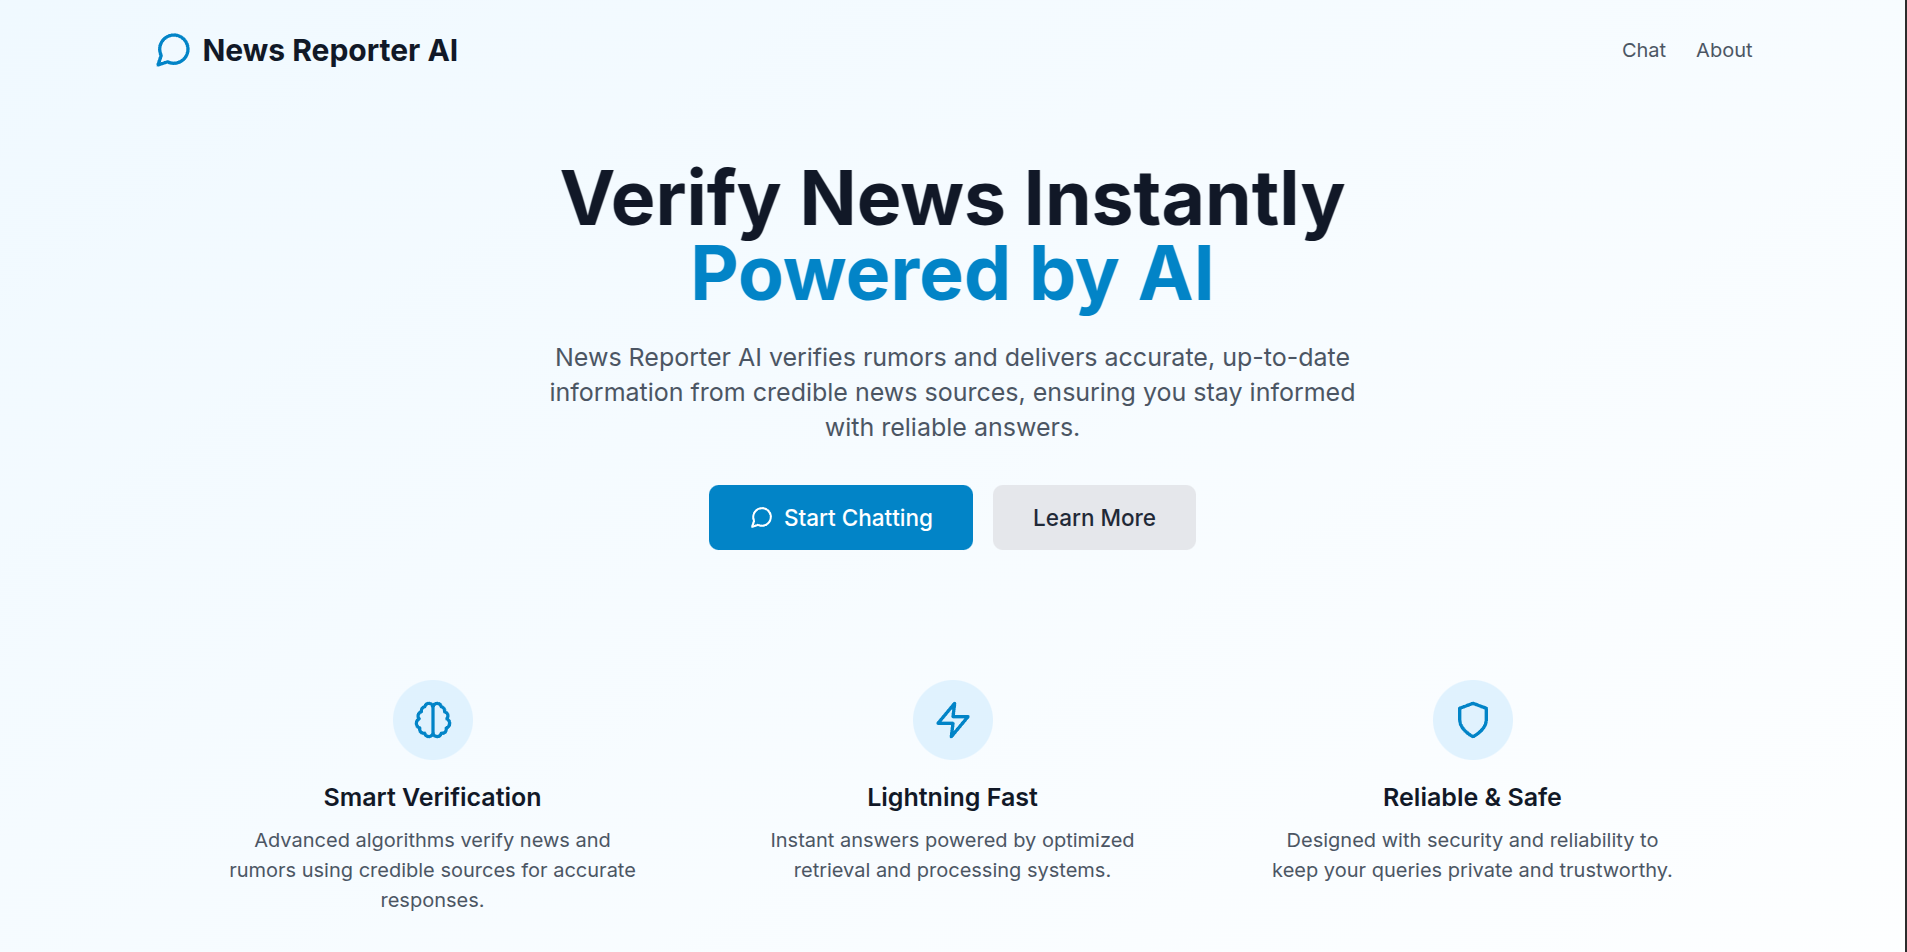 News Reporter AI
Chat
About
Verify News Instantly
Powered by AI
News Reporter AI verifies rumors and delivers accurate, up-to-date
information from credible news sources, ensuring you stay informed
with reliable answers.
Start Chatting
Learn More
Smart Verification
Advanced algorithms verify news and
rumors using credible sources for accurate
responses.
Lightning Fast
Instant answers powered by optimized
retrieval and processing systems.
Reliable & Safe
Designed with security and reliability to
keep your queries private and trustworthy.